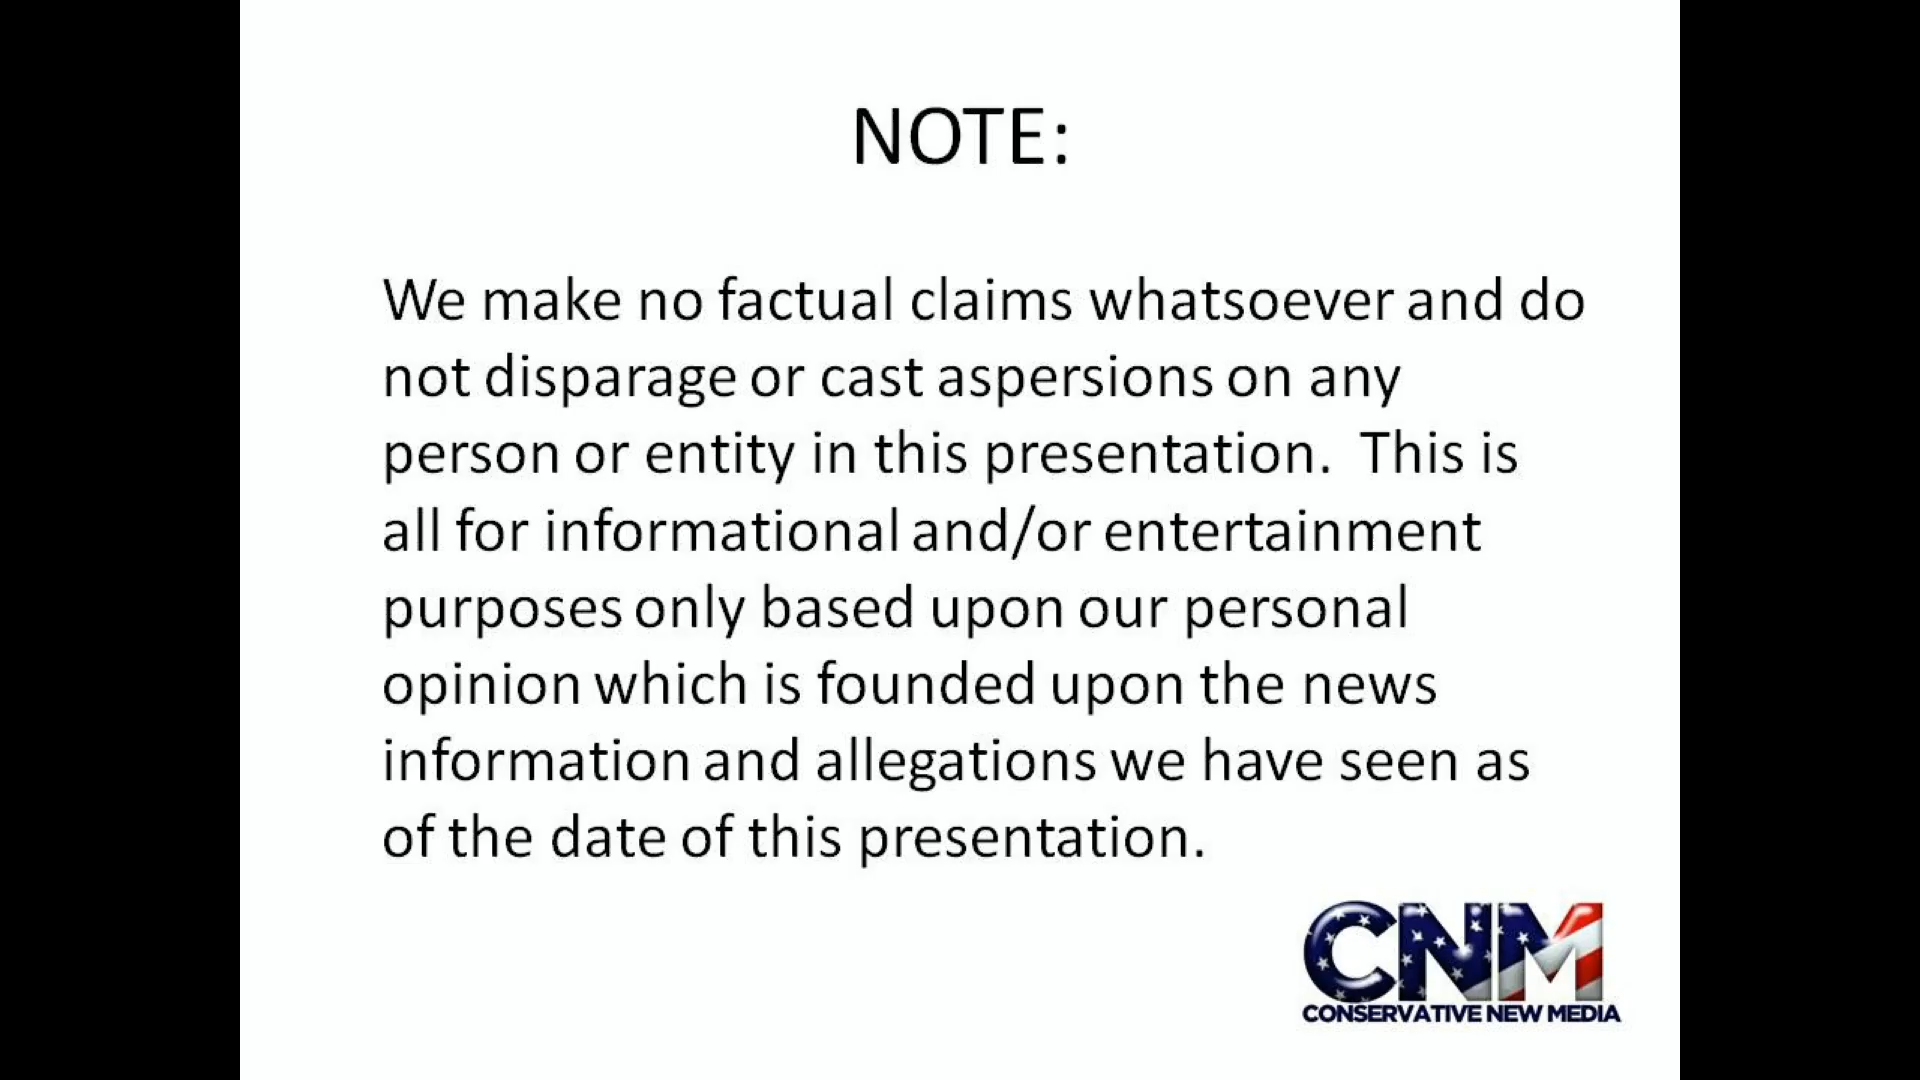 NOTE:
We make no factual claims whatsoever and do
not disparage or cast aspersions on any
person or entity in this presentation.  This is
all for informational and/or entertainment
purposes only based upon our personal
opinion which is founded upon the news
information and allegations we have seen as
of the date of this presentation.
CNM
CONSERVATIVE NEW MEDIA